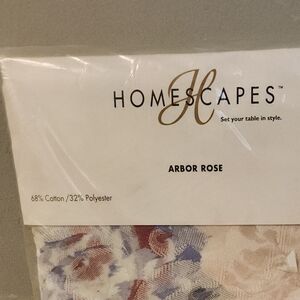 HOMESCAPES™
H
Set your table in style.
ARBOR ROSE
68% Cotton /32% Polyester